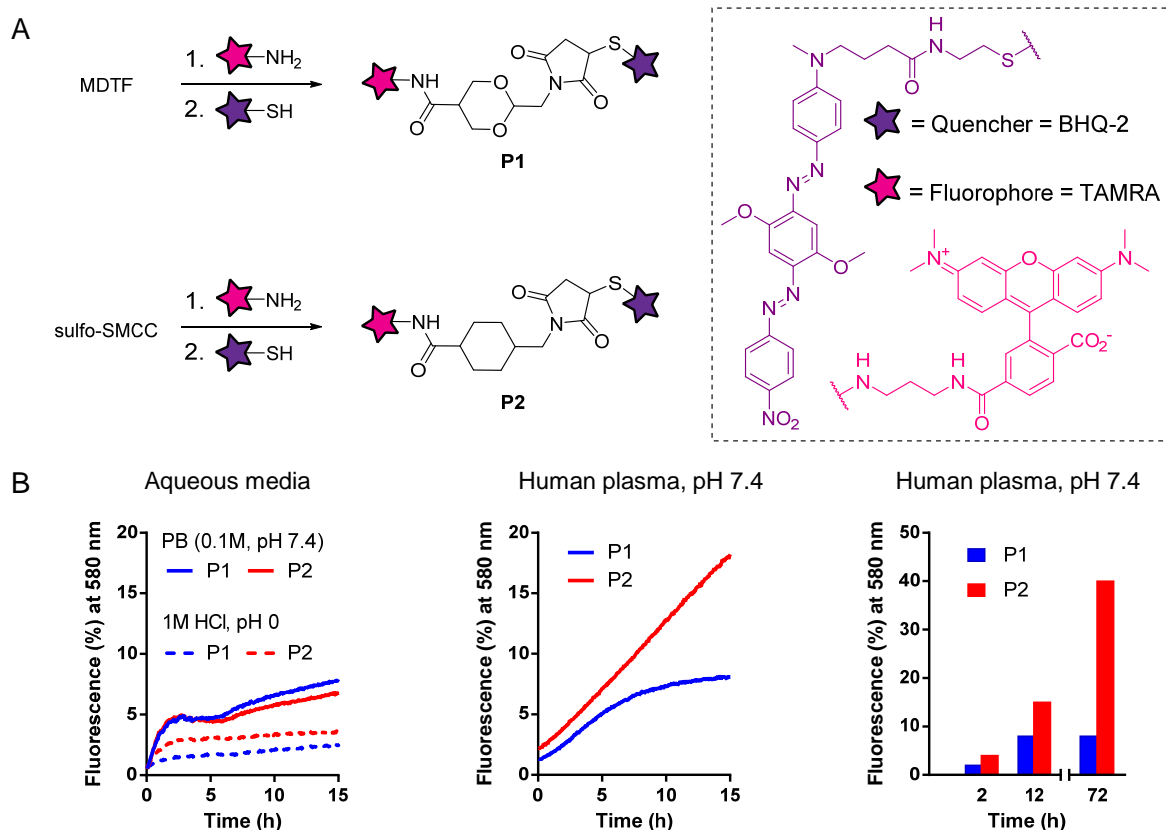 A
MDTF
1. NH2
2. SH
NH
O
O
O
N
O
O
S
P1
sulfo-SMCC
1. NH2
2. SH
NH
O
N
O
O
S
P2
N
H
N
O
S
= Quencher = BHQ-2
N
N
= Fluorophore = TAMRA
O
O
N
N
NO2
N+
O
N
CO2-
H
N
H
N
O
B
Aqueous media
Fluorescence (%) at 580 nm
20
15
10
5
0
PB (0.1M, pH 7.4)
P1 P2
1M HCl, pH 0
P1 P2
0 5 10 15
Time (h)
Human plasma, pH 7.4
Fluorescence (%) at 580 nm
20
15
10
5
0
P1
P2
0 5 10 15
Time (h)
Human plasma, pH 7.4
Fluorescence (%) at 580 nm
50
40
30
20
10
0
P1
P2
2 12 72
Time (h)